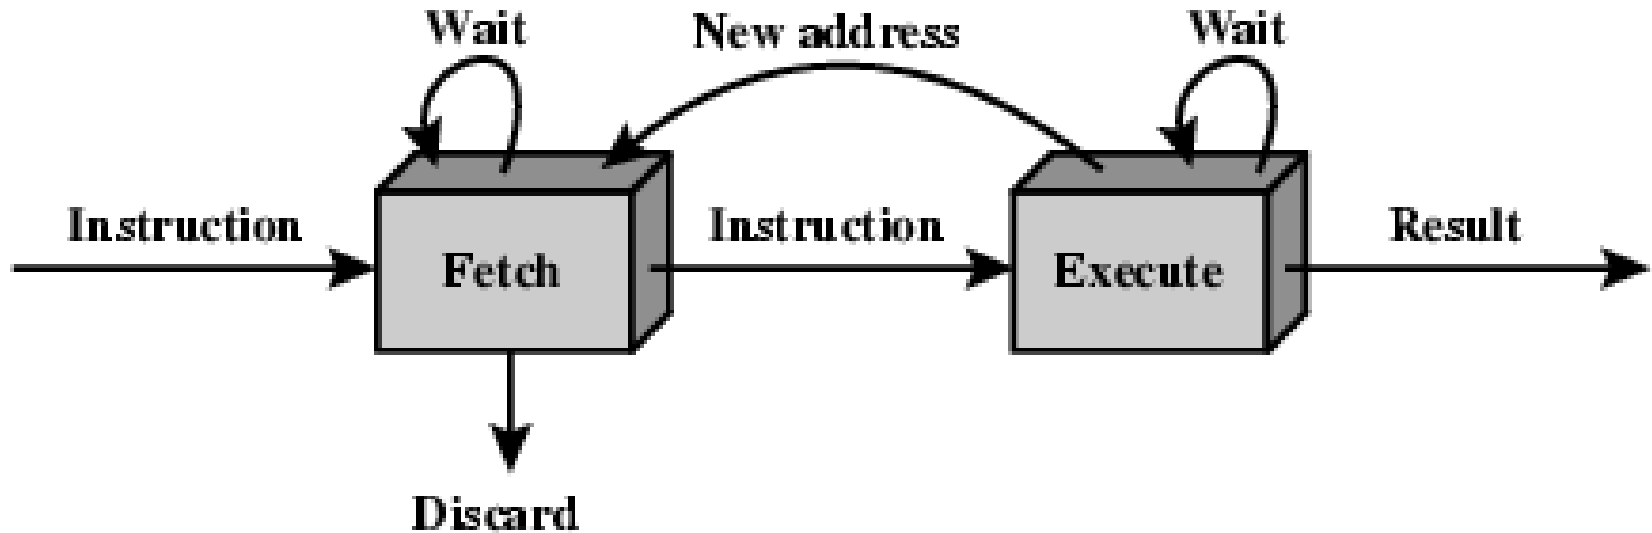 Wait
New address
Wait
Instruction
Instruction
Result
Fetch
Execute
Discard